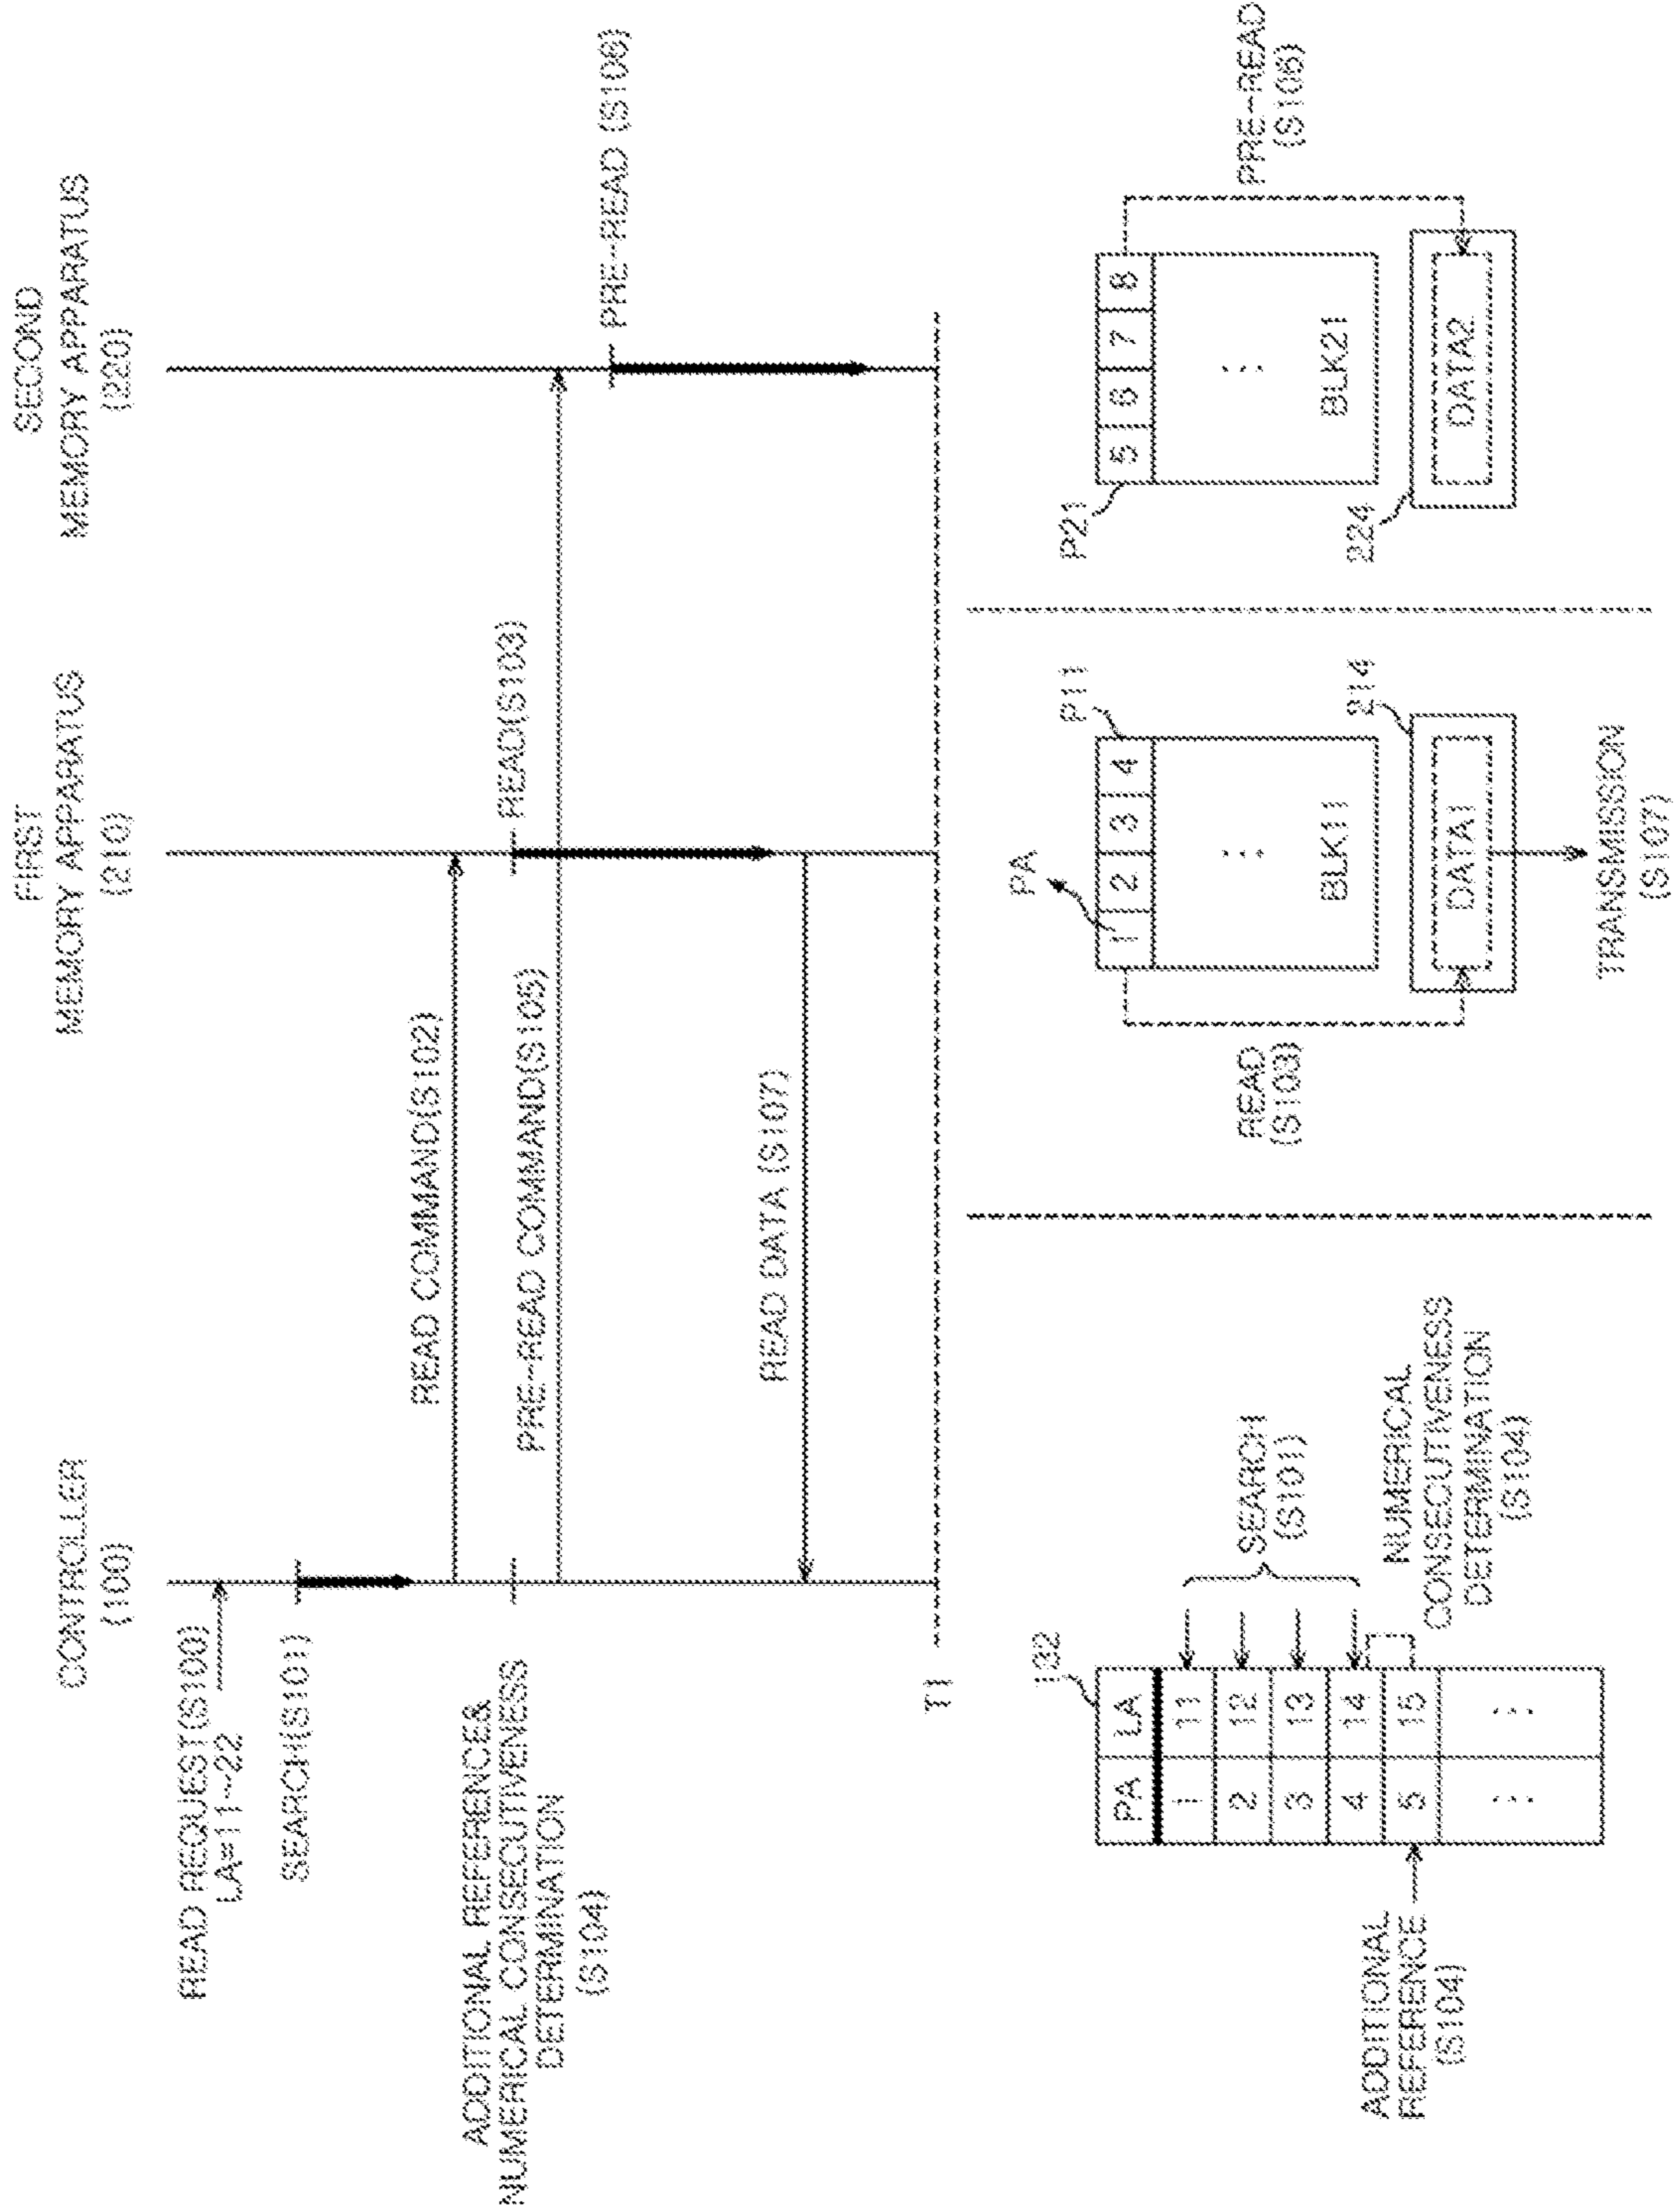 CONTROLLER
(100)
FIRST
MEMORY APPARATUS
(210)
SECOND
MEMORY APPARATUS
(220)
READ REQUEST(S100)
LA=11~22
SEARCH(S101)
READ COMMAND(S102)
ADDITIONAL REFERENCE&
NUMERICAL CONSECUTIVENESS
DETERMINATION
(S104)
READ(S103)
PRE-READ COMMAND(S105)
PRE-READ (S106)
READ DATA (S107)
T1
132
PA LA
1 11
2 12
3 13
4 14
5 15
⋮ ⋮
SEARCH
(S101)
ADDITIONAL
REFERENCE
(S104)
NUMERICAL
CONSECUTIVENESS
DETERMINATION
(S104)
PA
P11
1 2 3 4
⋮
BLK11
READ
(S103)
214
DATA1
TRANSMISSION
(S107)
P21
5 6 7 8
⋮
BLK21
PRE-READ
(S106)
224
DATA2